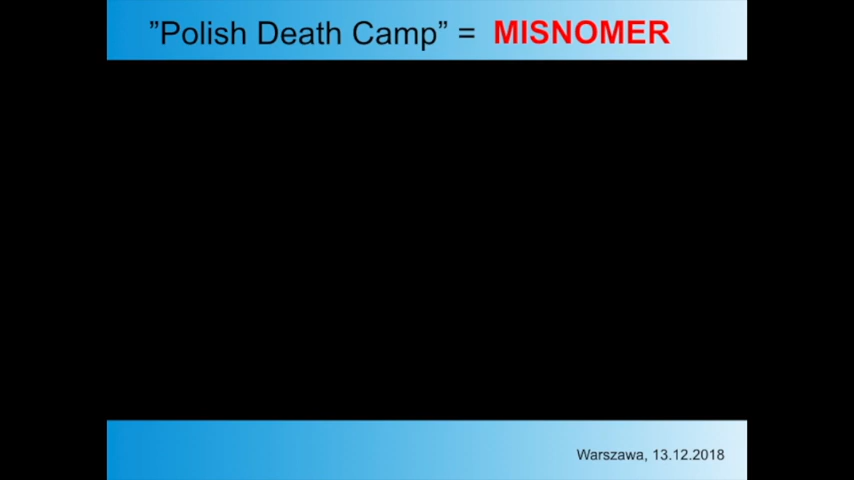 ”Polish Death Camp” = MISNOMER
Warszawa, 13.12.2018